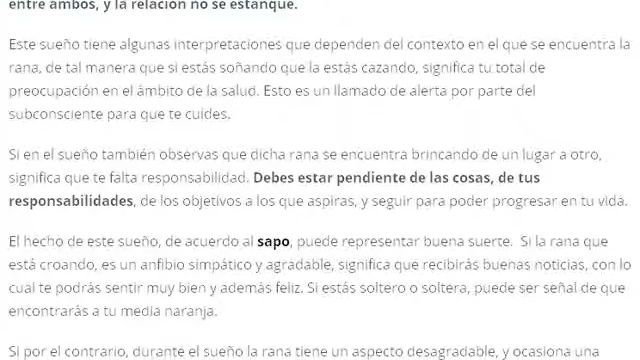 entre ambos, y la relación no se estanque.
Este sueño tiene algunas interpretaciones que dependen del contexto en el que se encuentra la
rana, de tal manera que si estás soñando que la estás cazando, significa tu total de
preocupación en el ámbito de la salud. Esto es un llamado de alerta por parte del
subconsciente para que te cuides.
Si en el sueño también observas que dicha rana se encuentra brincando de un lugar a otro,
significa que te falta responsabilidad. Debes estar pendiente de las cosas, de tus
responsabilidades, de los objetivos a los que aspiras, y seguir para poder progresar en tu vida.
El hecho de este sueño, de acuerdo al sapo, puede representar buena suerte. Si la rana que
está croando, es un anfibio simpático y agradable, significa que recibirás buenas noticias, con lo
cual te podrás sentir muy bien y además feliz. Si estás soltero o soltera, puede ser señal de que
encontrarás a tu media naranja.
Si por el contrario, durante el sueño la rana tiene un aspecto desagradable, y ocasiona una